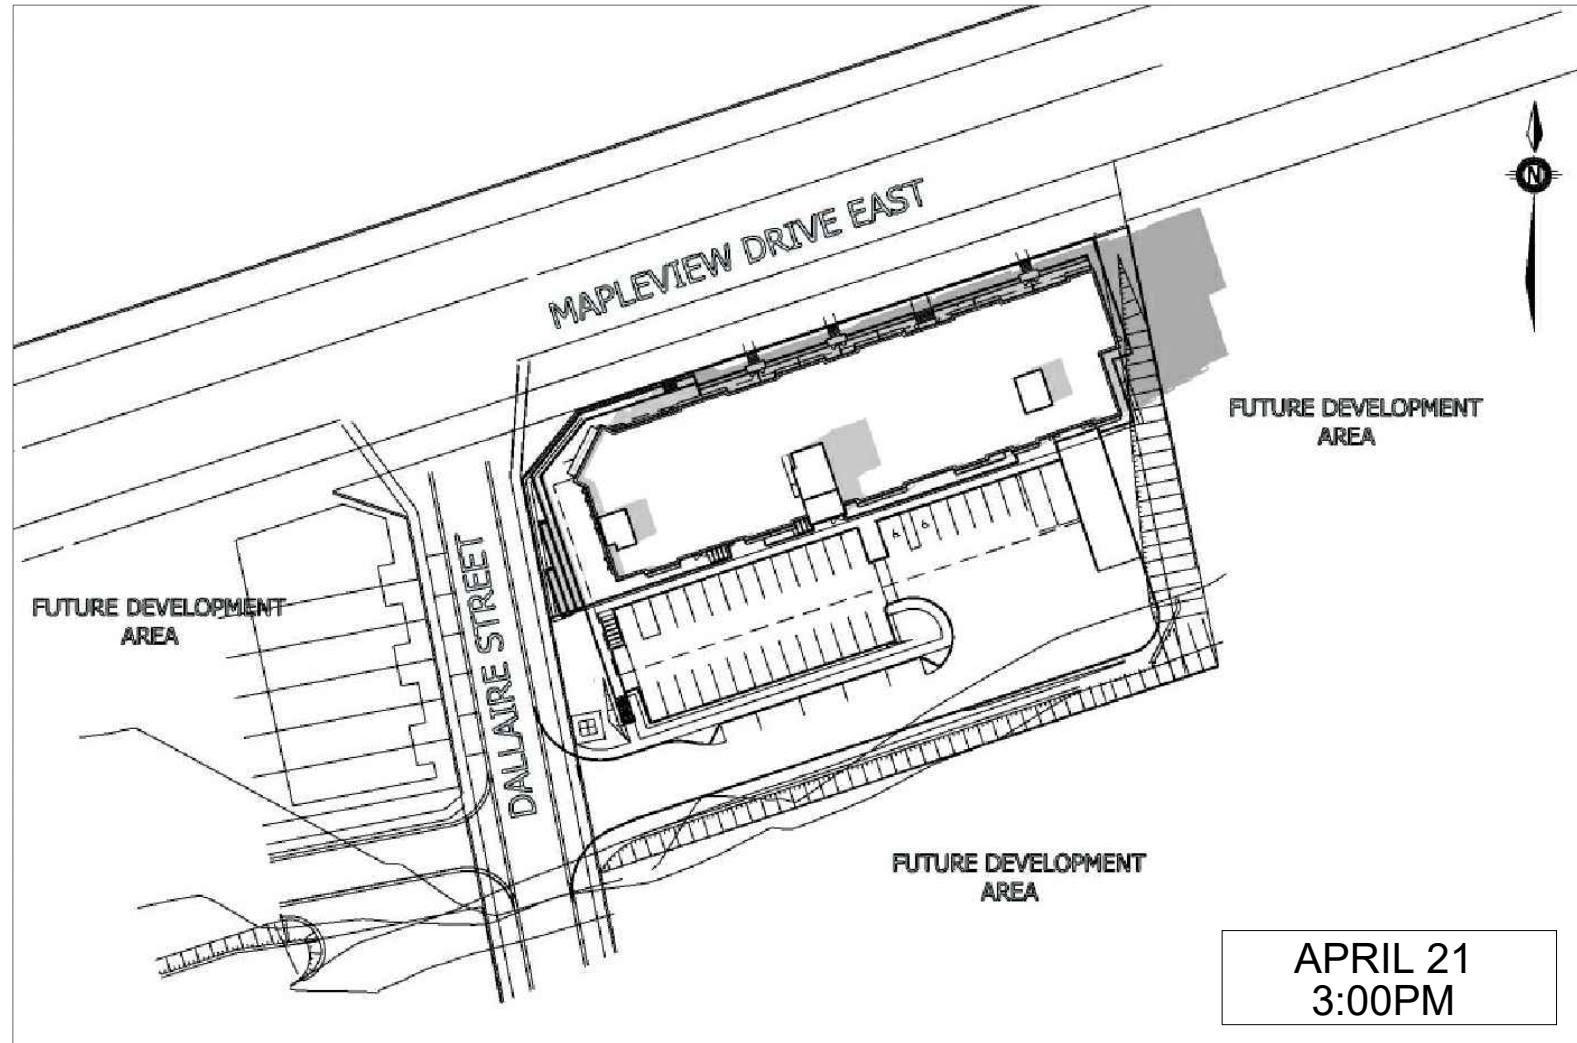 MAPLEVIEW DRIVE EAST
N
FUTURE DEVELOPMENT
AREA
FUTURE DEVELOPMENT
AREA
DALLAIRE STREET
FUTURE DEVELOPMENT
AREA
APRIL 21
3:00PM